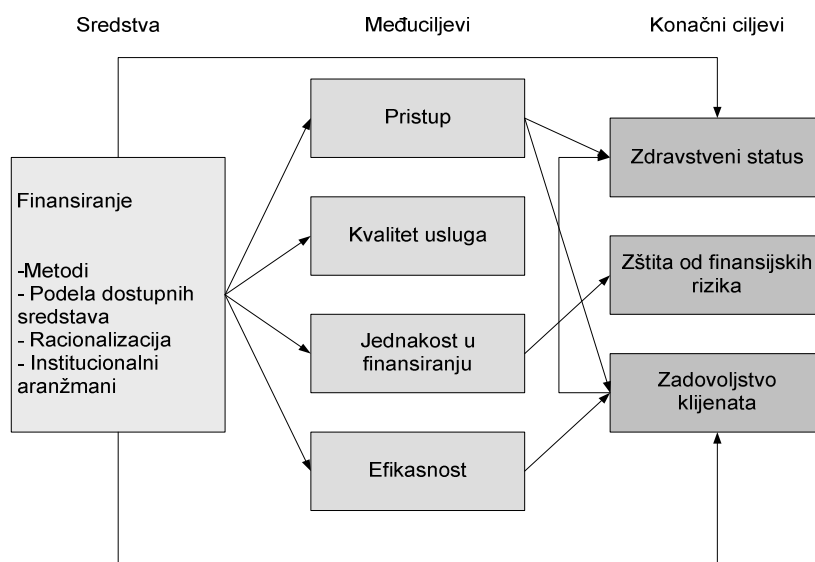 Sredstva
Međuciljevi
Konačni ciljevi
Finansiranje
-Metodi
- Podela dostupnih
sredstava
- Racionalizacija
- Institucionalni
aranžmani
Pristup
Kvalitet usluga
Jednakost u
finansiranju
Efikasnost
Zdravstveni status
Zštita od finansijskih
rizika
Zadovoljstvo
klijenata